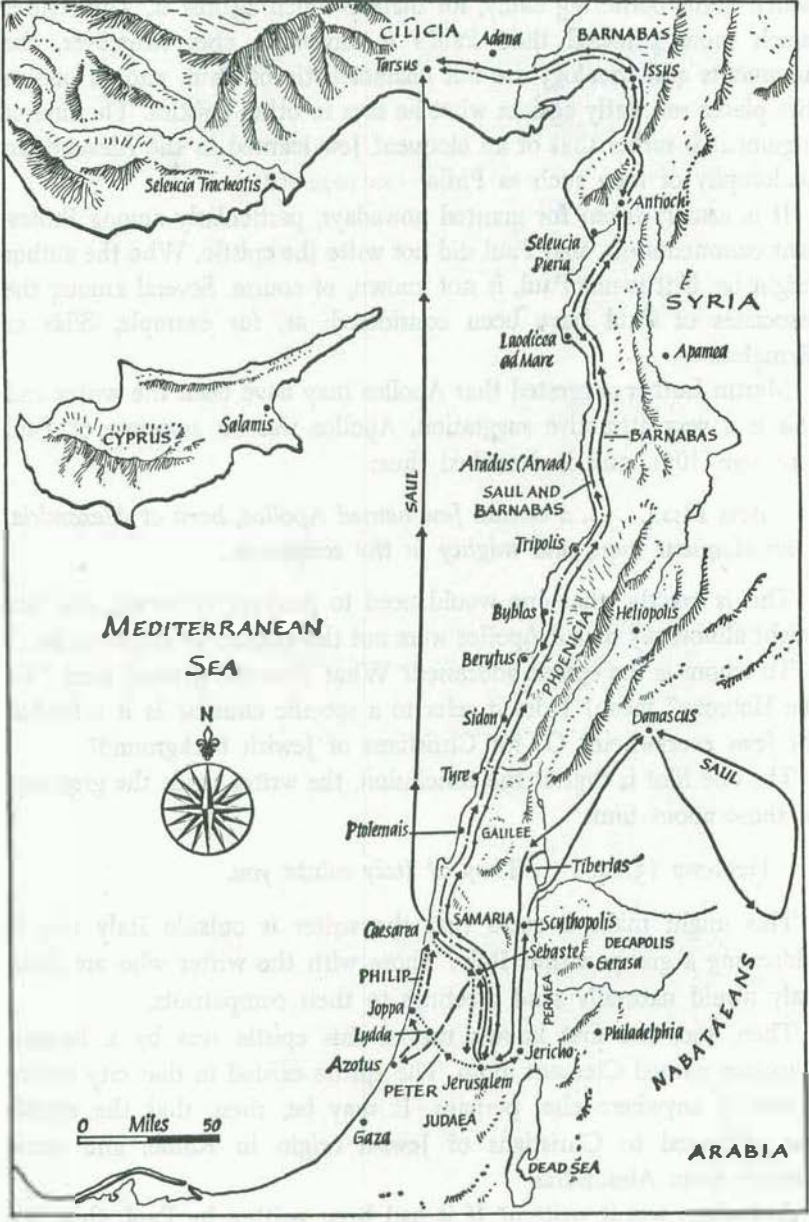 CILICIA
Adana
BARNABAS
Tarsus
Issus
Seleucia Tracheotis
Antioch
Seleucia
Pieria
SYRIA
Laodicea
ad Mare
Apamea
CYPRUS
Salamis
BARNABAS
SAUL
Aradus (Arvad)
SAUL AND
BARNABAS
Tripolis
MEDITERRANEAN
SEA
Byblos
Heliopolis
PHOENICIA
Berytus
N
Sidon
Damascus
SAUL
Tyre
Ptolemais
GALILEE
Tiberias
Caesarea
SAMARIA
Scythopolis
DECAPOLIS
Sebaste
Gerasa
PHILIP
PERAEA
Joppa
Lydda
Philadelphia
NABATAEANS
Azotus
Jericho
PETER
Jerusalem
0 Miles 50
Gaza
JUDAEA
ARABIA
DEAD SEA